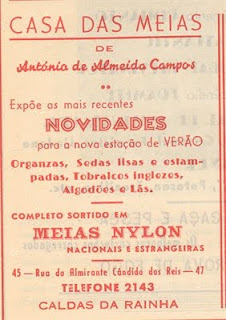 CASA DAS MEIAS
DE
António de Almeida Campos
Expõe as mais recentes
NOVIDADES
para a nova estação de VERÃO
Organzas, Sedas lisas e estam-
padas, Tobralcos inglezes,
Algodões e Lãs.
COMPLETO SORTIDO EM
MEIAS NYLON
NACIONAIS E ESTRANGEIRAS
45 — Rua do Almirante Cândido dos Reis — 47
TELEFONE 2143
CALDAS DA RAINHA